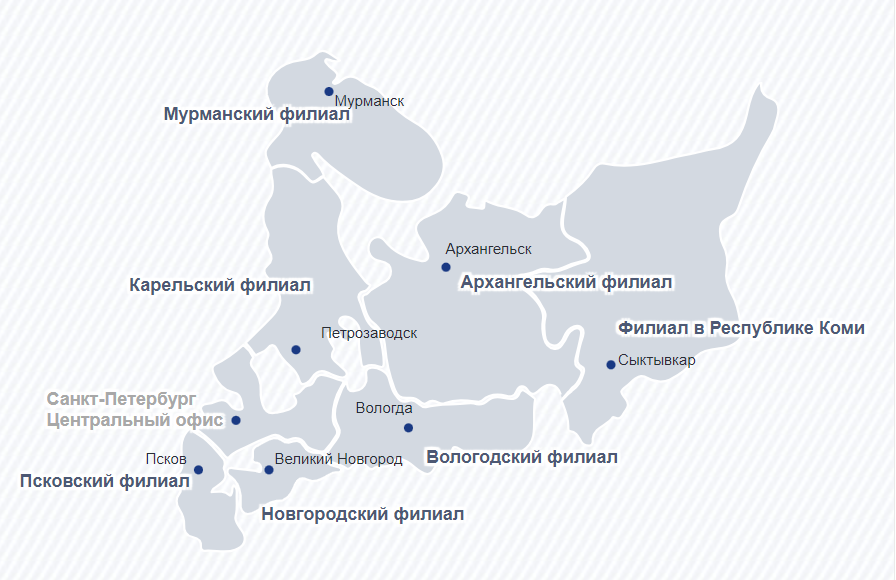 Мурманск
Мурманский филиал
Архангельск
Архангельский филиал
Карельский филиал
Филиал в Республике Коми
Петрозаводск
Сыктывкар
Санкт-Петербург
Центральный офис
Вологда
Вологодский филиал
Псков
Псковский филиал
Великий Новгород
Новгородский филиал